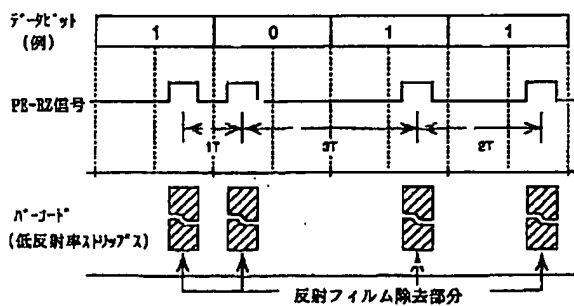 データビット
(例)
1 0 1 1
PE-RZ信号
1T 3T 2T
バーコード
(低反射率ストリップス)
反射フィルム除去部分